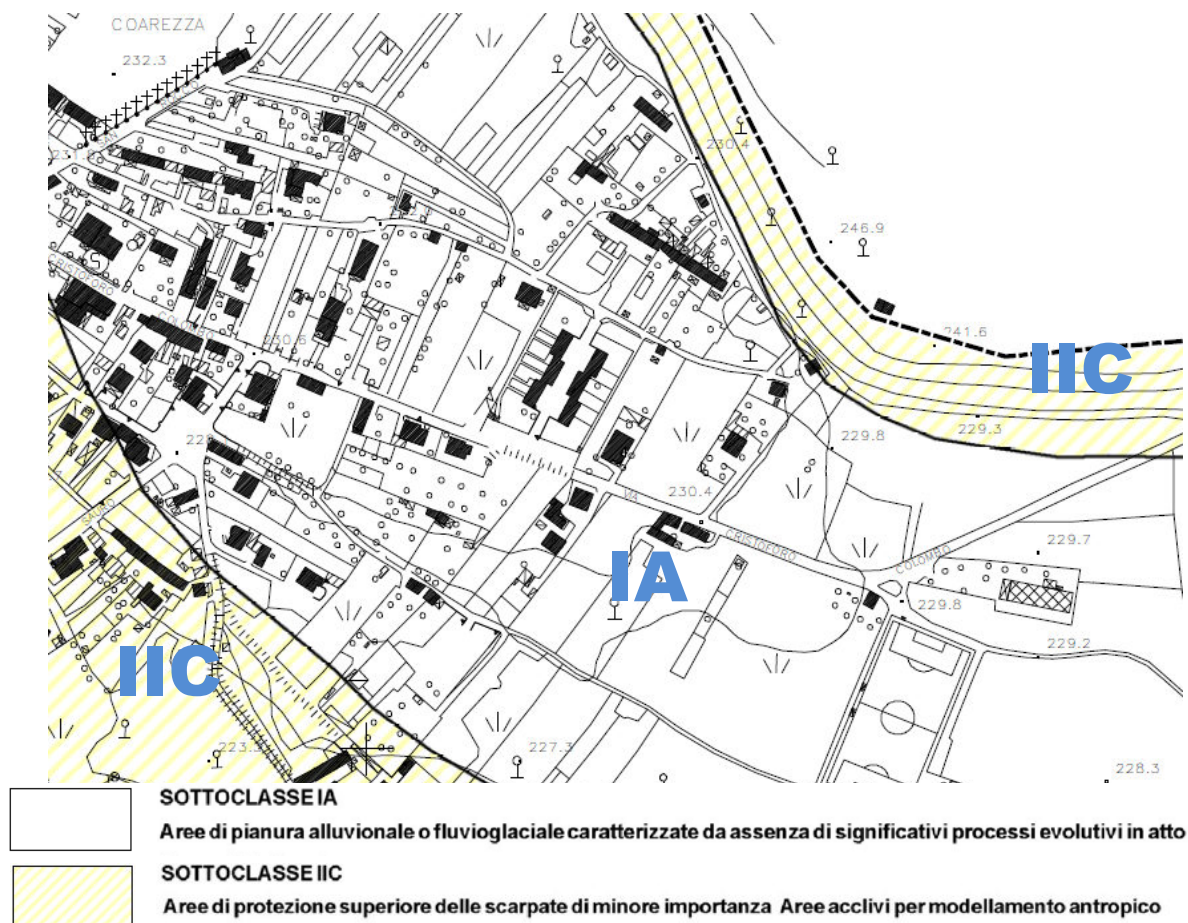 COAREZZA
232.3
230.4
246.9
CRISTOFORO
COLOMBO
230.6
241.6
IIC
229.3
229.8
230.4
VIA
SAURO
CRISTOFORO
COLOMBO
229.7
IA
229.8
229.2
IIC
223.
227.3
228.3
SOTTOCLASSE IA
Aree di pianura alluvionale o fluvioglaciale caratterizzate da assenza di significativi processi evolutivi in atto
SOTTOCLASSE IIC
Aree di protezione superiore delle scarpate di minore importanza Aree acclivi per modellamento antropico